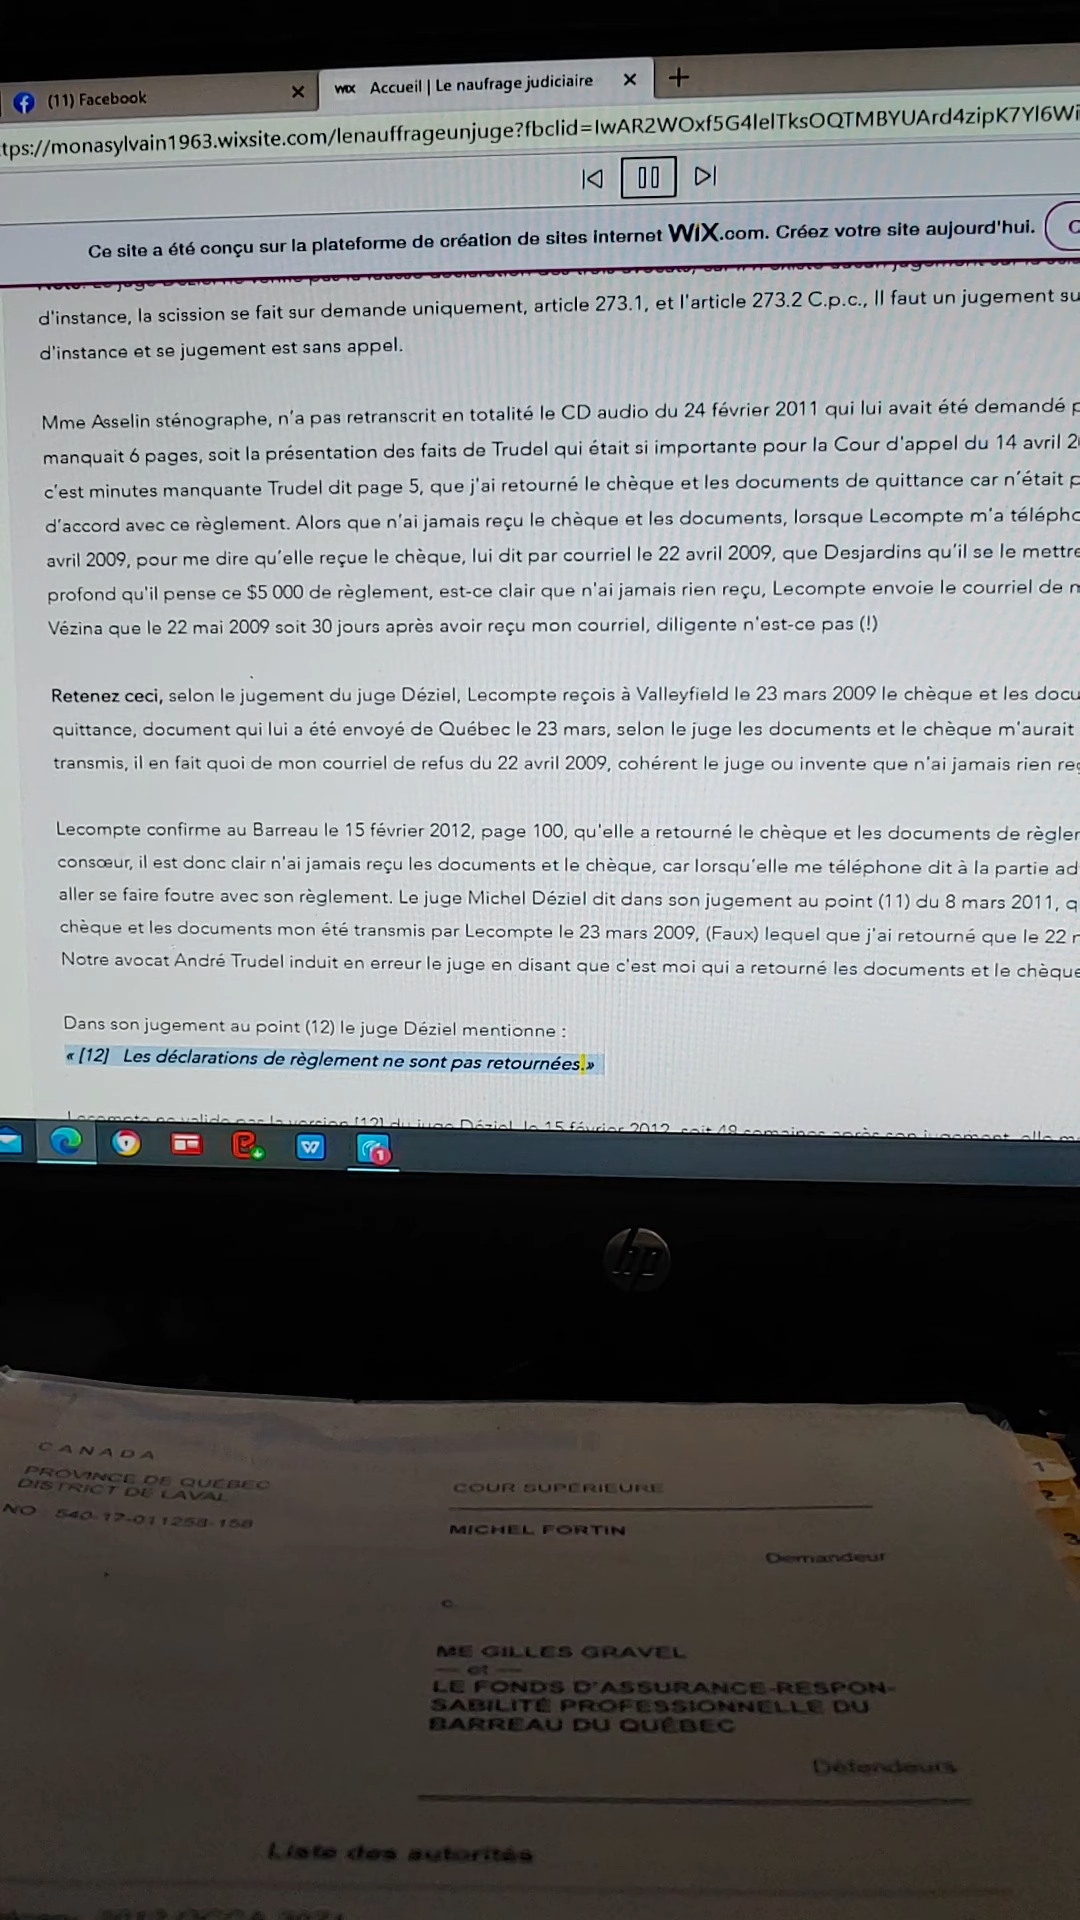 (11) Facebook
WIX Accueil | Le naufrage judiciaire
tps://monasylvain1963.wixsite.com/lenauffrageunjuge?fbclid=IwAR2WOxf5G4lelTksOQTMBYUArd4zipK7Yl6Wi
Ce site a été conçu sur la plateforme de création de sites internet WIX.com. Créez votre site aujourd'hui.
d'instance, la scission se fait sur demande uniquement, article 273.1, et l'article 273.2 C.p.c., Il faut un jugement su
d'instance et se jugement est sans appel.
Mme Asselin sténographe, n'a pas retranscrit en totalité le CD audio du 24 février 2011 qui lui avait été demandé p
manquait 6 pages, soit la présentation des faits de Trudel qui était si importante pour la Cour d'appel du 14 avril 2
c'est minutes manquante Trudel dit page 5, que j'ai retourné le chèque et les documents de quittance car n'était p
d'accord avec ce règlement. Alors que n'ai jamais reçu le chèque et les documents, lorsque Lecompte m'a télépho
avril 2009, pour me dire qu'elle reçue le chèque, lui dit par courriel le 22 avril 2009, que Desjardins qu'il se le mettre
profond qu'il pense ce $5 000 de règlement, est-ce clair que n'ai jamais rien reçu, Lecompte envoie le courriel de
Vézina que le 22 mai 2009 soit 30 jours après avoir reçu mon courriel, diligente n'est-ce pas (!)
Retenez ceci, selon le jugement du juge Déziel, Lecompte reçois à Valleyfield le 23 mars 2009 le chèque et les docu
quittance, document qui lui a été envoyé de Québec le 23 mars, selon le juge les documents et le chèque m'aurait
transmis, il en fait quoi de mon courriel de refus du 22 avril 2009, cohérent le juge ou invente que n'ai jamais rien re
Lecompte confirme au Barreau le 15 février 2012, page 100, qu'elle a retourné le chèque et les documents de règle
consœur, il est donc clair n'ai jamais reçu les documents et le chèque, car lorsqu'elle me téléphone dit à la partie ad
aller se faire foutre avec son règlement. Le juge Michel Déziel dit dans son jugement au point (11) du 8 mars 2011, q
chèque et les documents mon été transmis par Lecompte le 23 mars 2009, (Faux) lequel que j'ai retourné que le 22
Notre avocat André Trudel induit en erreur le juge en disant que c'est moi qui a retourné les documents et le chèque
Dans son jugement au point (12) le juge Déziel mentionne :
« [12] Les déclarations de règlement ne sont pas retournées.»
hp
CANADA
PROVINCE DE QUÉBEC
DISTRICT DE LAVAL
NO 540-17-011258-158
COUR SUPÉRIEURE
MICHEL FORTIN
Demandeur
c.
ME GILLES GRAVEL
— et —
LE FONDS D'ASSURANCE-RESPON-
SABILITÉ PROFESSIONNELLE DU
BARREAU DU QUÉBEC
Défendeurs
Liste des autorités
1
2
3